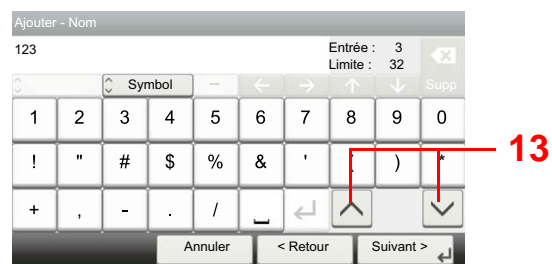 Ajouter - Nom
123
Entrée : 3
Limite : 32
Symbol
Supp
1 2 3 4 5 6 7 8 9 0
! " # $ % & ' ( ) *
+ , - . /
Annuler < Retour Suivant >
13